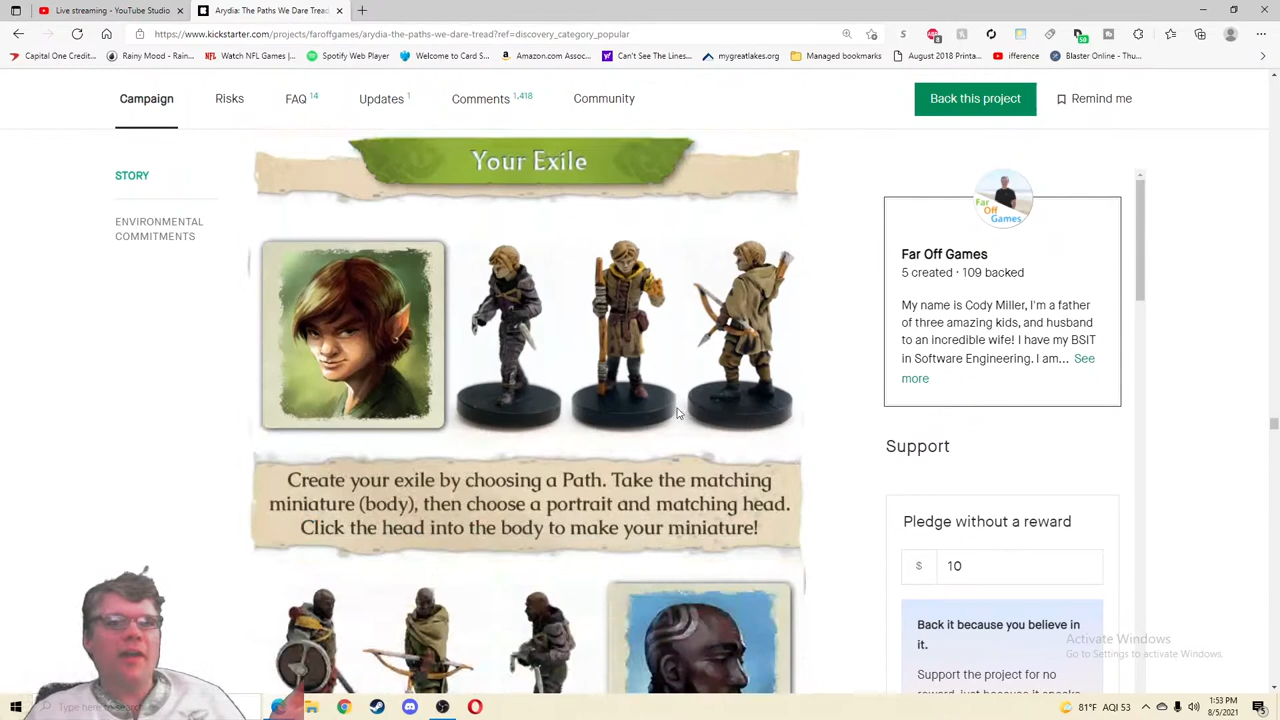 Live streaming - YouTube Studio
Arydia: The Paths We Dare Tread
https://www.kickstarter.com/projects/faroffgames/arydia-the-paths-we-dare-tread?ref=discovery_category_popular
Capital One Credit...
Rainy Mood - Rain...
Watch NFL Games |...
Spotify Web Player
Welcome to Card S...
Amazon.com Assoc...
Can't See The Lines...
mygreatlakes.org
Managed bookmarks
August 2018 Printa...
ifference
Blaster Online - Thu...
Campaign
Risks
FAQ 14
Updates 1
Comments 1,418
Community
Back this project
Remind me
STORY
ENVIRONMENTAL
COMMITMENTS
Your Exile
Create your exile by choosing a Path. Take the matching
miniature (body), then choose a portrait and matching head.
Click the head into the body to make your miniature!
Far
Off
Games
Far Off Games
5 created · 109 backed
My name is Cody Miller, I'm a father
of three amazing kids, and husband
to an incredible wife! I have my BSIT
in Software Engineering. I am... See
more
Support
Pledge without a reward
$ 10
Back it because you believe in
it.
Support the project for no
Activate Windows
Go to Settings to activate Windows.
Type here to search
81°F AQI 53
1:53 PM
8/5/2021